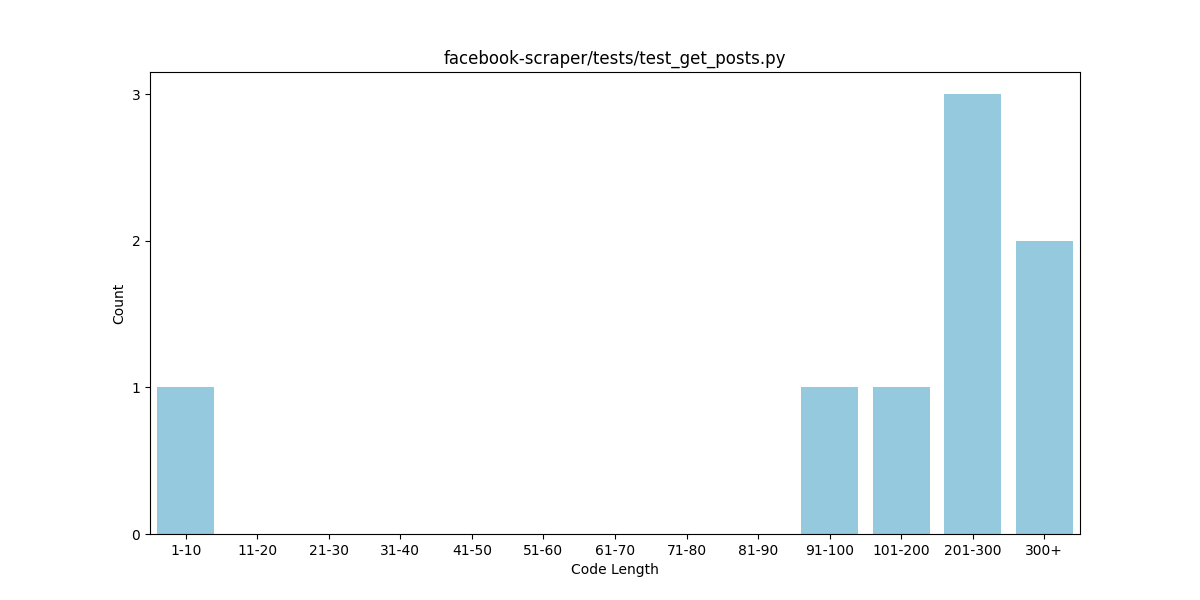 facebook-scraper/tests/test_get_posts.py
3
2
1
0
Count
1-10 11-20 21-30 31-40 41-50 51-60 61-70 71-80 81-90 91-100 101-200 201-300 300+
Code Length